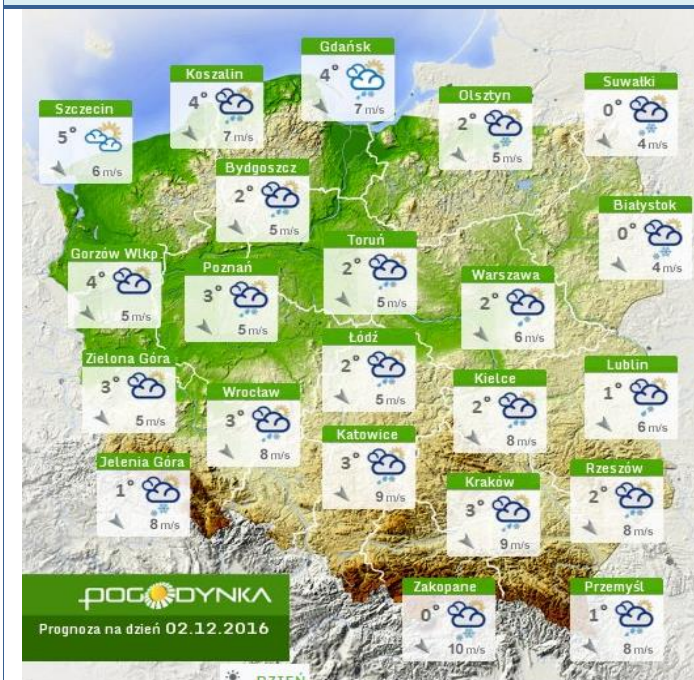 Gdańsk
4°
7 m/s
Koszalin
4°
7 m/s
Suwałki
0°
4 m/s
Olsztyn
2°
5 m/s
Szczecin
5°
6 m/s
Bydgoszcz
2°
5 m/s
Białystok
0°
4 m/s
Toruń
2°
5 m/s
Gorzów Wlkp
4°
5 m/s
Poznań
3°
5 m/s
Warszawa
2°
6 m/s
Łódź
2°
5 m/s
Zielona Góra
3°
5 m/s
Lublin
1°
6 m/s
Kielce
2°
8 m/s
Wrocław
3°
8 m/s
Katowice
3°
9 m/s
Jelenia Góra
1°
8 m/s
Rzeszów
2°
8 m/s
Kraków
3°
9 m/s
Zakopane
0°
10 m/s
Przemyśl
1°
8 m/s
POGODYNKA
Prognoza na dzień 02.12.2016
DZIEŃ